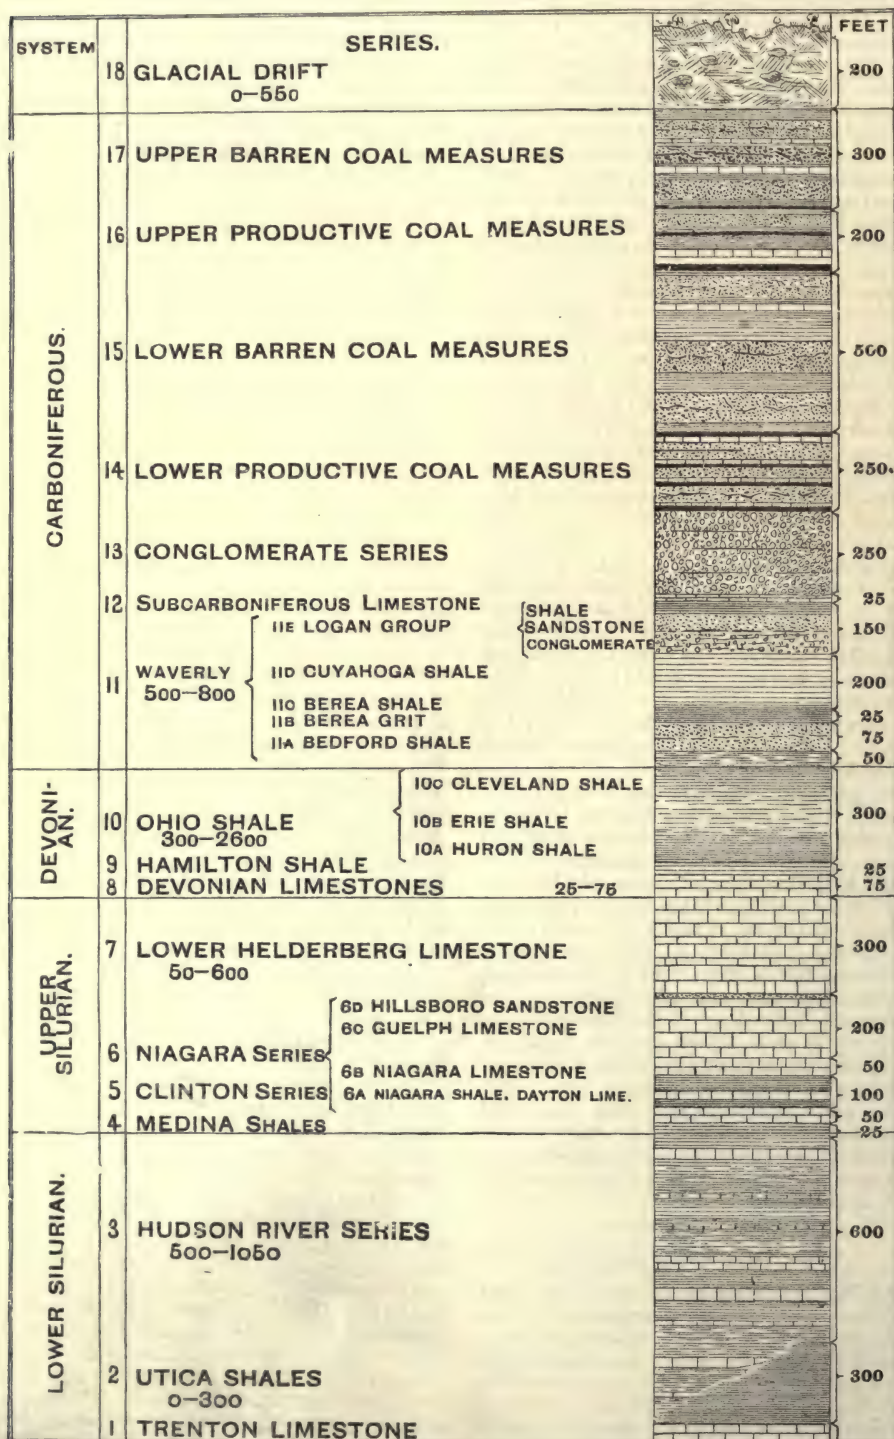 SYSTEM SERIES. FEET
18 GLACIAL DRIFT 200
0–550
CARBONIFEROUS.
17 UPPER BARREN COAL MEASURES 300
16 UPPER PRODUCTIVE COAL MEASURES 200
15 LOWER BARREN COAL MEASURES 500
14 LOWER PRODUCTIVE COAL MEASURES 250.
13 CONGLOMERATE SERIES 250
12 SUBCARBONIFEROUS LIMESTONE 25
11E LOGAN GROUP SHALE
SANDSTONE 150
CONGLOMERATE
11 WAVERLY 11D CUYAHOGA SHALE 200
500–800
11C BEREA SHALE 25
11B BEREA GRIT 75
11A BEDFORD SHALE 50
DEVONI-
AN.
10C CLEVELAND SHALE
10 OHIO SHALE 10B ERIE SHALE 300
300–2600
10A HURON SHALE
9 HAMILTON SHALE 25
8 DEVONIAN LIMESTONES 25–75 75
UPPER
SILURIAN.
7 LOWER HELDERBERG LIMESTONE 300
50–600
6D HILLSBORO SANDSTONE
6C GUELPH LIMESTONE 200
6 NIAGARA SERIES
6B NIAGARA LIMESTONE 50
5 CLINTON SERIES 6A NIAGARA SHALE. DAYTON LIME. 100
50
4 MEDINA SHALES 25
LOWER SILURIAN.
3 HUDSON RIVER SERIES 600
500–1050
2 UTICA SHALES 300
0–300
1 TRENTON LIMESTONE